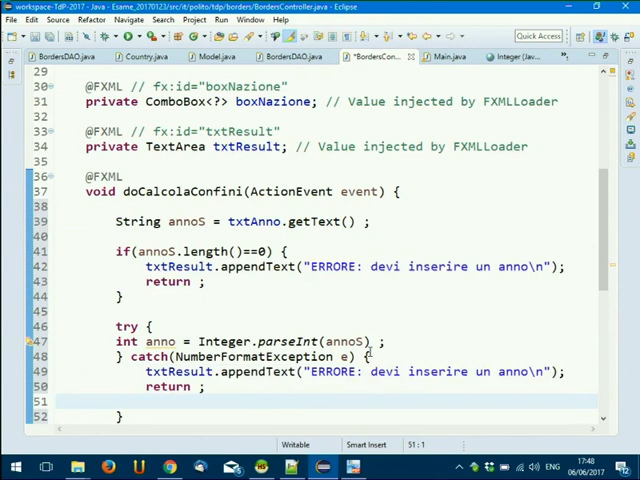 workspace-TdP-2017 - Java - Esame_20170123/src/it/polito/tdp/borders/BordersController.java - Eclipse
File Edit Source Refactor Navigate Search Project Run Window Help
Quick Access
BordersDAO.java Country.java Model.java BordersDAO.java *BordersCon... Main.java Integer (Jav...
29
30 @FXML // fx:id="boxNazione"
31 private ComboBox<?> boxNazione; // Value injected by FXMLLoader
32
33 @FXML // fx:id="txtResult"
34 private TextArea txtResult; // Value injected by FXMLLoader
35
36 @FXML
37 void doCalcolaConfini(ActionEvent event) {
38
39 String annoS = txtAnno.getText() ;
40
41 if(annoS.length()==0) {
42 txtResult.appendText("ERRORE: devi inserire un anno\n");
43 return ;
44 }
45
46 try {
47 int anno = Integer.parseInt(annoS) ;
48 } catch(NumberFormatException e) {
49 txtResult.appendText("ERRORE: devi inserire un anno\n");
50 return ;
51
52 }
Writable Smart Insert 51 : 1
ENG 17:48
06/06/2017